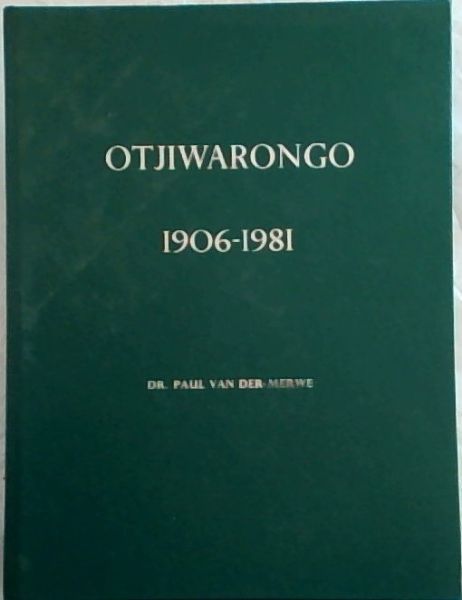 OTJIWARONGO
1906-1981
DR. PAUL VAN DER MERWE